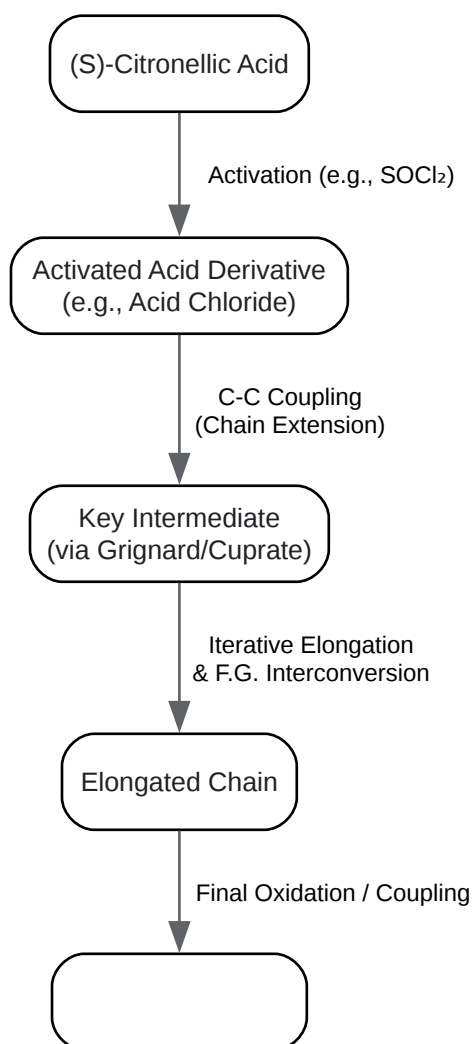 (S)-Citronellic Acid
Activation (e.g., SOCl₂)
Activated Acid Derivative
(e.g., Acid Chloride)
C-C Coupling
(Chain Extension)
Key Intermediate
(via Grignard/Cuprate)
Iterative Elongation
& F.G. Interconversion
Elongated Chain
Final Oxidation / Coupling